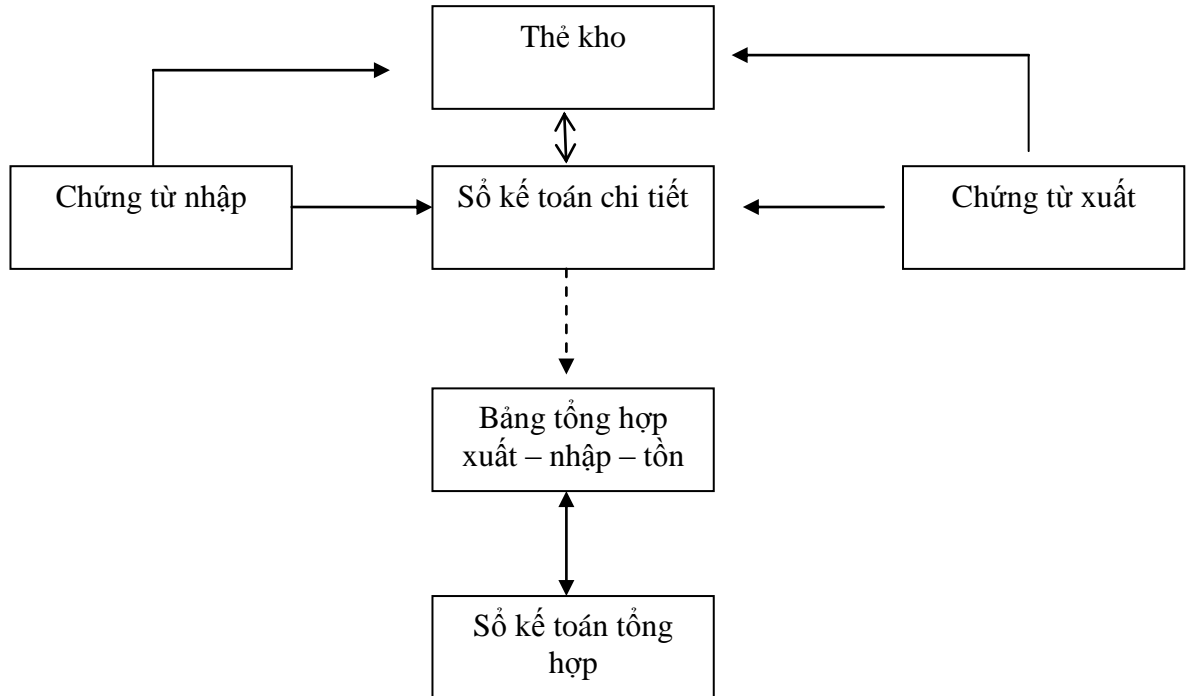 Thẻ kho
Chứng từ nhập
Sổ kế toán chi tiết
Chứng từ xuất
Bảng tổng hợp
xuất – nhập – tồn
Sổ kế toán tổng
hợp